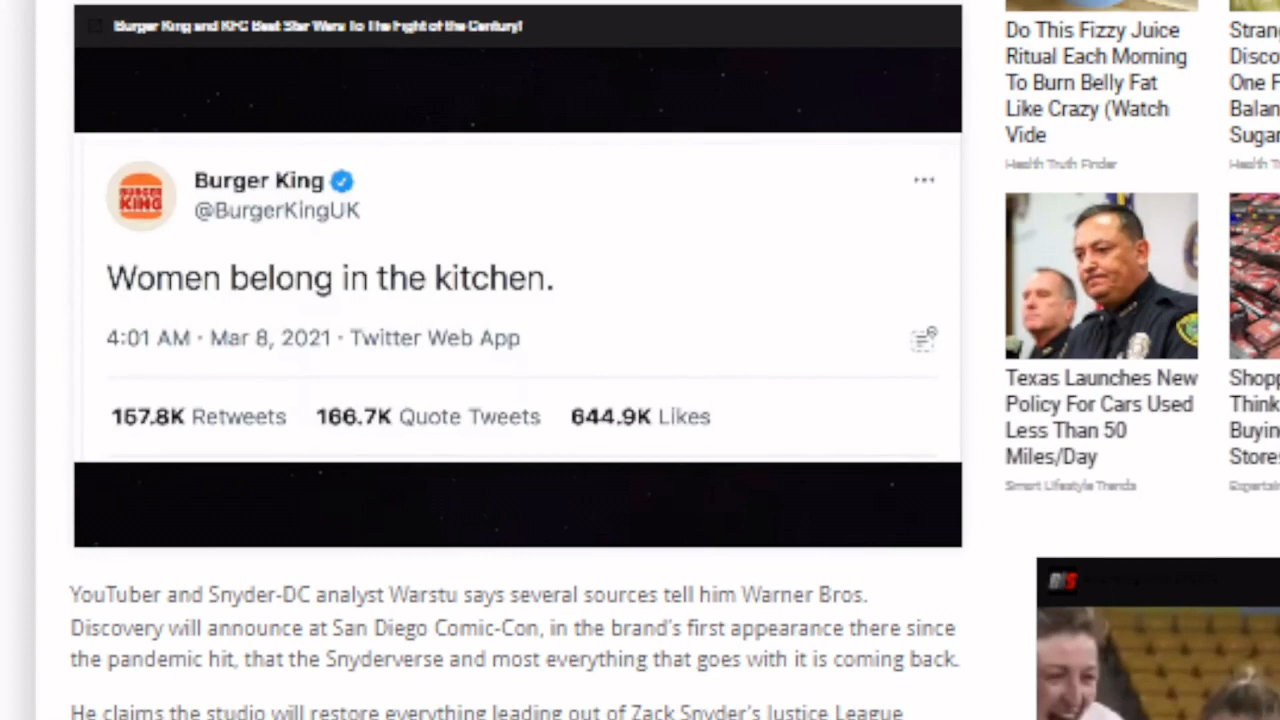 Burger King and KFC Beat Star Wars To The Fight of the Century!
BURGER
KING
Burger King
@BurgerKingUK
Women belong in the kitchen.
4:01 AM · Mar 8, 2021 · Twitter Web App
157.8K Retweets 166.7K Quote Tweets 644.9K Likes
YouTuber and Snyder-DC analyst Warstu says several sources tell him Warner Bros.
Discovery will announce at San Diego Comic-Con, in the brand's first appearance there since
the pandemic hit, that the Snyderverse and most everything that goes with it is coming back.
He claims the studio will restore everything leading out of Zack Snyder's Justice League
Do This Fizzy Juice
Ritual Each Morning
To Burn Belly Fat
Like Crazy (Watch
Vide
Health Truth Finder
Texas Launches New
Policy For Cars Used
Less Than 50
Miles/Day
Smart Lifestyle Trends
One F
Health T
Think